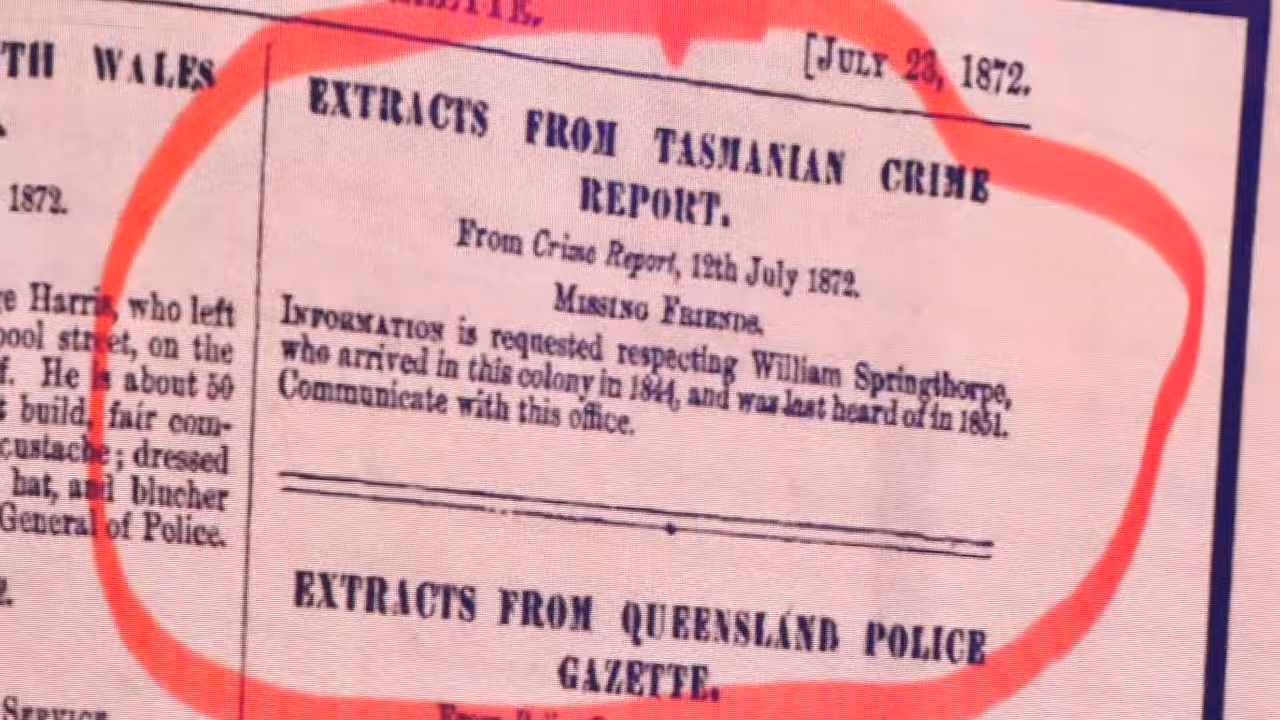 [JULY 23, 1872.
TH WALES
1872.
Harris, who left
street, on the
He is about 50
build, fair com-
dressed
hat, and blucher
General of Police.
SERVICE
EXTRACTS FROM TASMANIAN CRIME
REPORT.
From Crime Report, 12th July 1872.
MISSING FRIENDS.
INFORMATION is requested respecting William Springthorpe,
who arrived in this colony in 1844, and was last heard of in 1851.
Communicate with this office.
EXTRACTS FROM QUEENSLAND POLICE
GAZETTE.
From